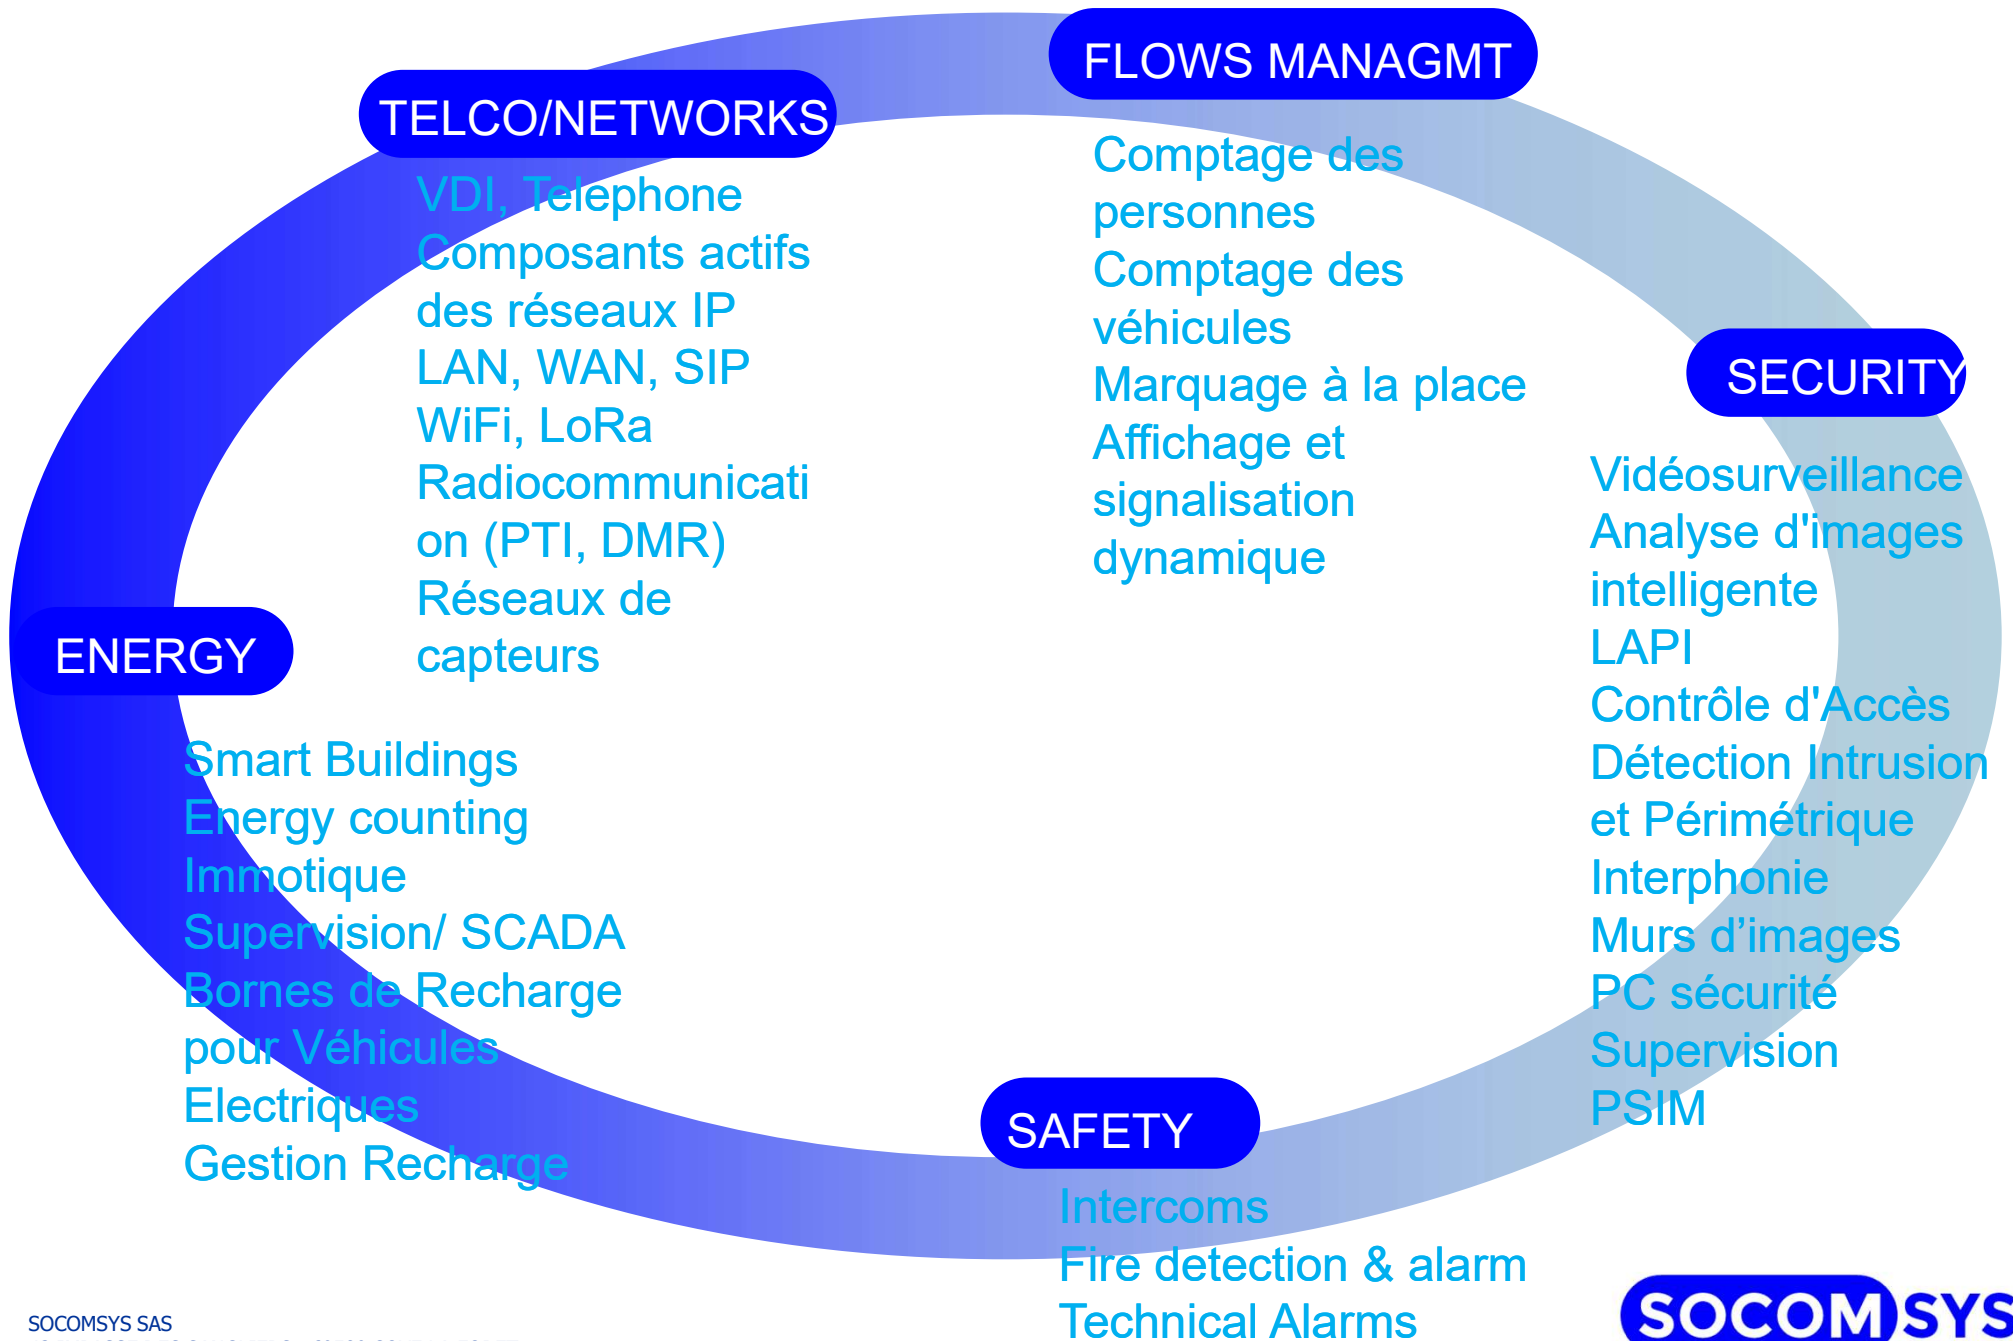 FLOWS MANAGMT
TELCO/NETWORKS
Comptage des
personnes
Comptage des
véhicules
Marquage à la place
Affichage et
signalisation
dynamique
VDI, Telephone
Composants actifs
des réseaux IP
LAN, WAN, SIP
WiFi, LoRa
Radiocommunicati
on (PTI, DMR)
Réseaux de
capteurs
SECURITY
Vidéosurveillance
Analyse d'images
intelligente
LAPI
Contrôle d'Accès
Détection Intrusion
et Périmétrique
Interphonie
Murs d’images
PC sécurité
Supervision
PSIM
ENERGY
Smart Buildings
Energy counting
Immotique
Supervision/ SCADA
Bornes de Recharge
pour Véhicules
Electriques
Gestion Recharge
SAFETY
Intercoms
Fire detection & alarm
Technical Alarms
SOCOMSYS SAS
SOCOMSYS